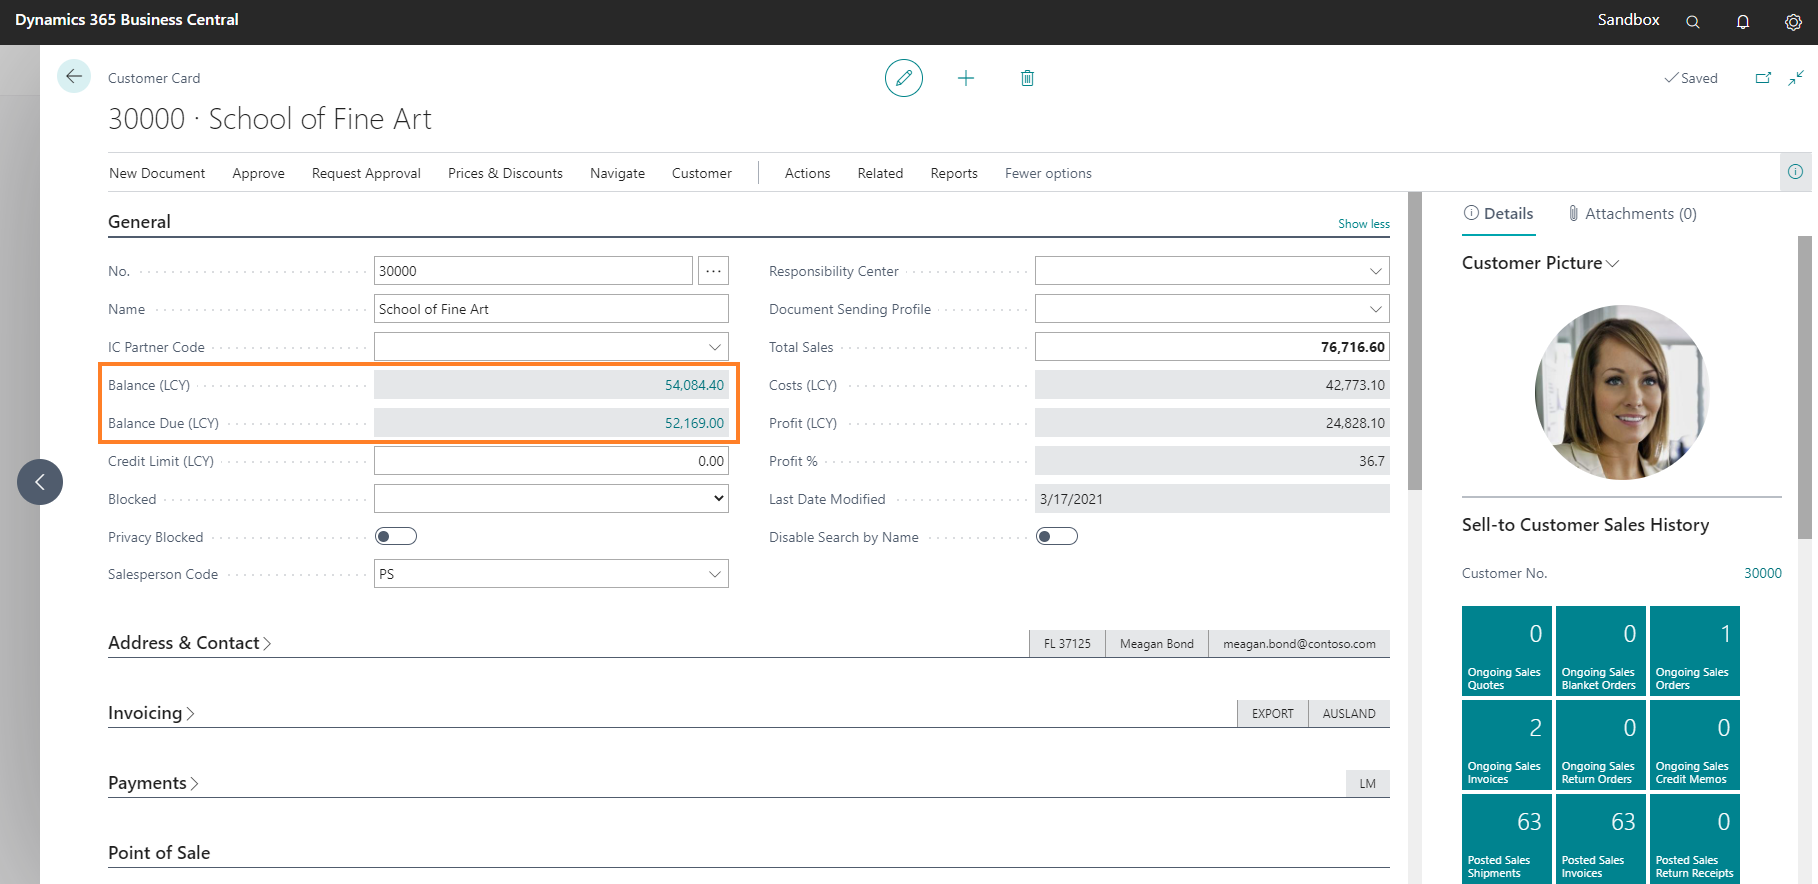 Dynamics 365 Business Central
Sandbox
Customer Card
Saved
30000 · School of Fine Art
New Document Approve Request Approval Prices & Discounts Navigate Customer Actions Related Reports Fewer options
General
Show less
No. 30000 ...
Name School of Fine Art
IC Partner Code
Balance (LCY) 54,084.40
Balance Due (LCY) 52,169.00
Credit Limit (LCY) 0.00
Blocked
Privacy Blocked
Salesperson Code PS
Responsibility Center
Document Sending Profile
Total Sales 76,716.60
Costs (LCY) 42,773.10
Profit (LCY) 24,828.10
Profit % 36.7
Last Date Modified 3/17/2021
Disable Search by Name
Address & Contact
FL 37125 Meagan Bond meagan.bond@contoso.com
Invoicing
EXPORT AUSLAND
Payments
LM
Point of Sale
Details Attachments (0)
Customer Picture
Sell-to Customer Sales History
Customer No. 30000
0
Ongoing Sales
Quotes
0
Ongoing Sales
Blanket Orders
1
Ongoing Sales
Orders
2
Ongoing Sales
Invoices
0
Ongoing Sales
Return Orders
0
Ongoing Sales
Credit Memos
63
Posted Sales
Shipments
63
Posted Sales
Invoices
0
Posted Sales
Return Receipts